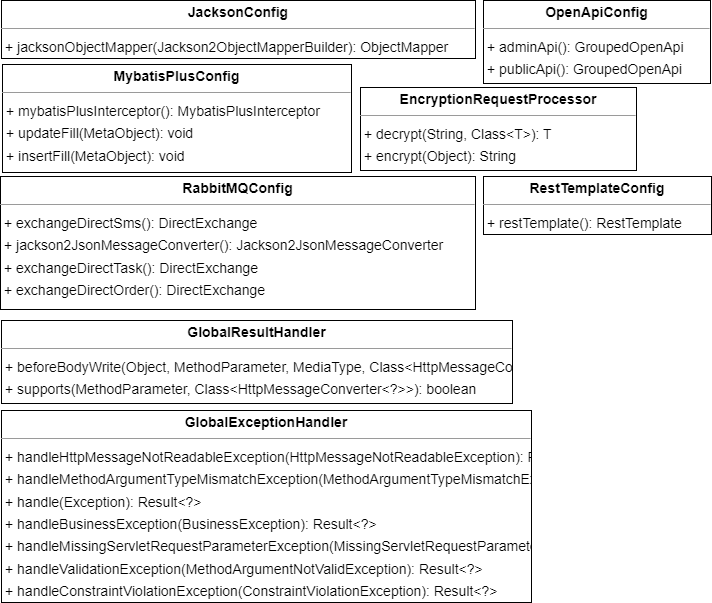 JacksonConfig
+ jacksonObjectMapper(Jackson2ObjectMapperBuilder): ObjectMapper
OpenApiConfig
+ adminApi(): GroupedOpenApi
+ publicApi(): GroupedOpenApi
MybatisPlusConfig
+ mybatisPlusInterceptor(): MybatisPlusInterceptor
+ updateFill(MetaObject): void
+ insertFill(MetaObject): void
EncryptionRequestProcessor
+ decrypt(String, Class<T>): T
+ encrypt(Object): String
RabbitMQConfig
+ exchangeDirectSms(): DirectExchange
+ jackson2JsonMessageConverter(): Jackson2JsonMessageConverter
+ exchangeDirectTask(): DirectExchange
+ exchangeDirectOrder(): DirectExchange
RestTemplateConfig
+ restTemplate(): RestTemplate
GlobalResultHandler
+ beforeBodyWrite(Object, MethodParameter, MediaType, Class<HttpMessageCo
+ supports(MethodParameter, Class<HttpMessageConverter<?>>): boolean
GlobalExceptionHandler
+ handleHttpMessageNotReadableException(HttpMessageNotReadableException):
+ handleMethodArgumentTypeMismatchException(MethodArgumentTypeMismatchE
+ handle(Exception): Result<?>
+ handleBusinessException(BusinessException): Result<?>
+ handleMissingServletRequestParameterException(MissingServletRequestParamet
+ handleValidationException(MethodArgumentNotValidException): Result<?>
+ handleConstraintViolationException(ConstraintViolationException): Result<?>